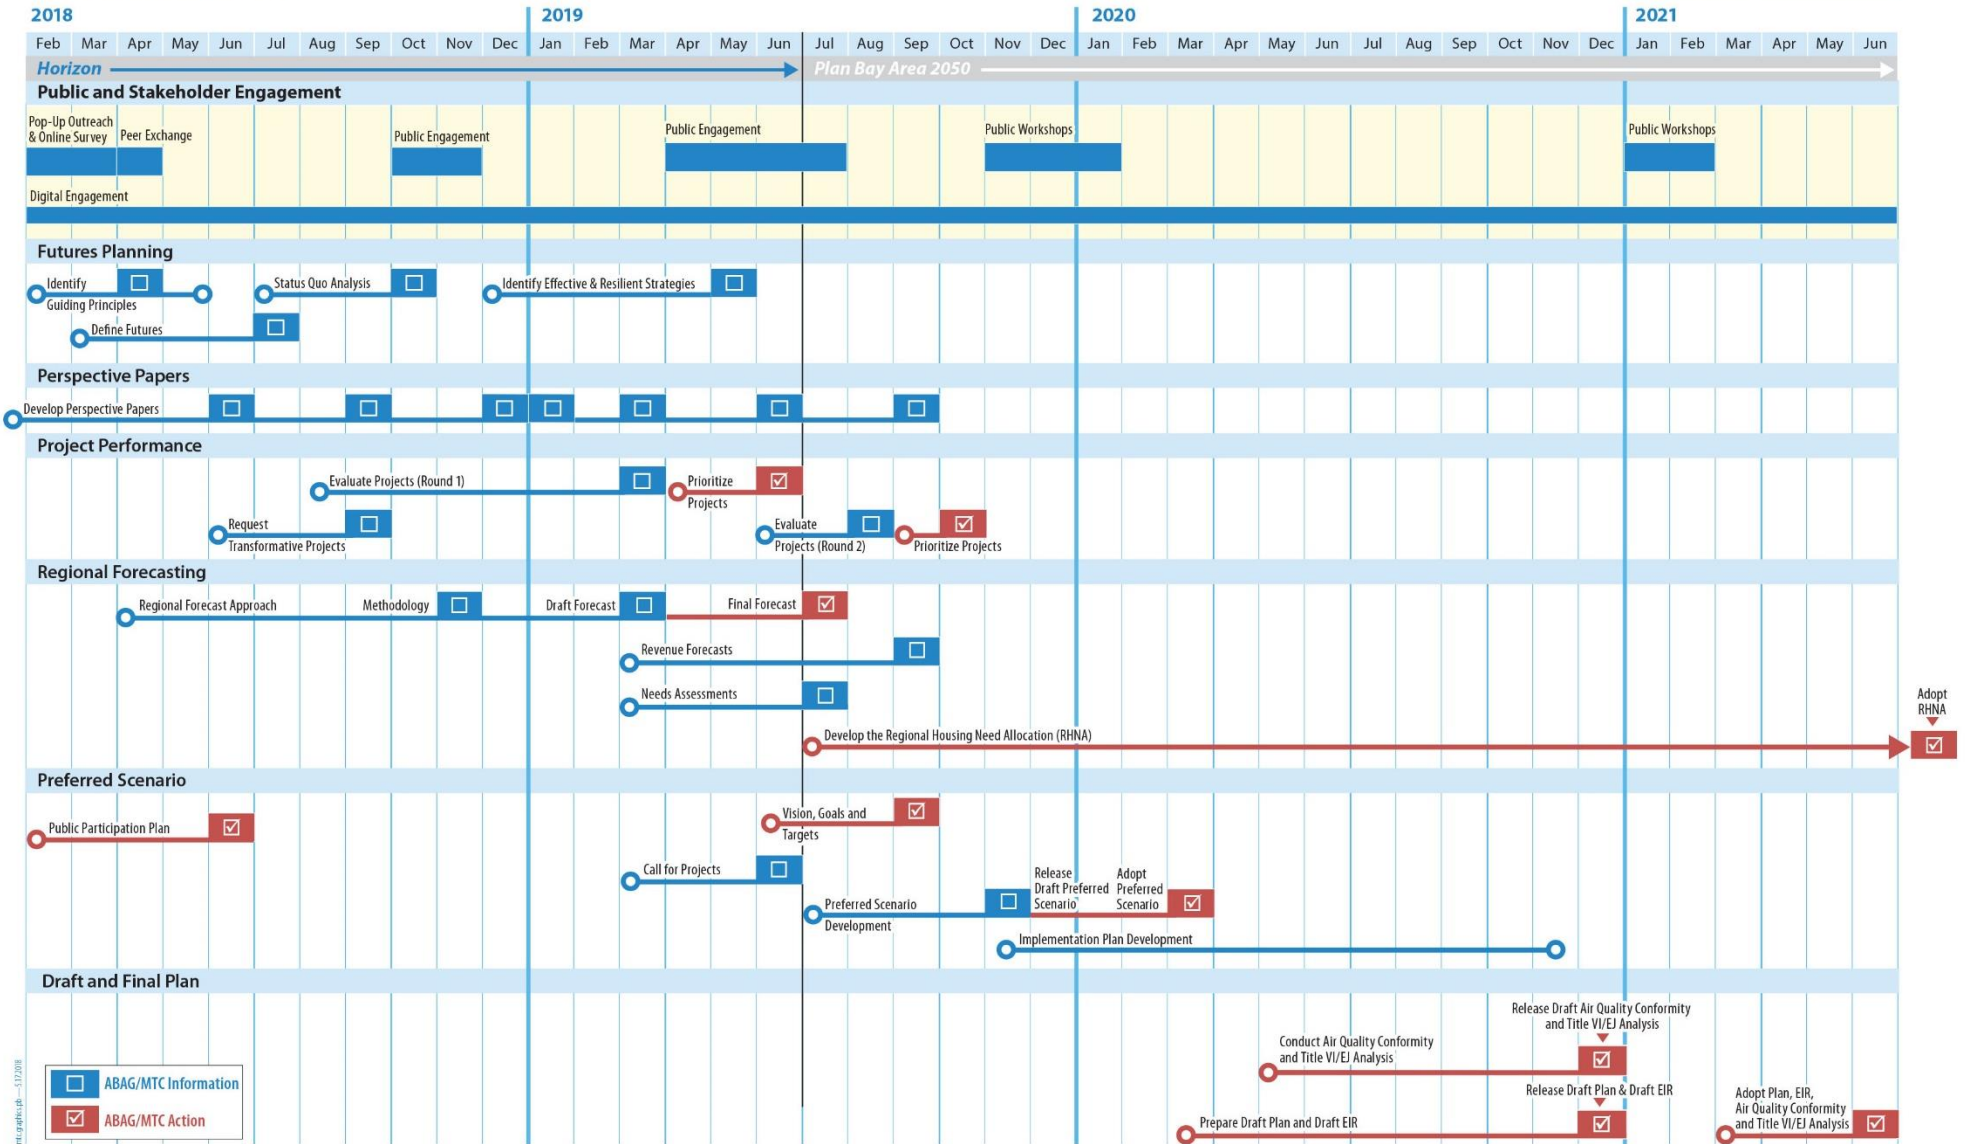 2018 2019 2020 2021
Feb Mar Apr May Jun Jul Aug Sep Oct Nov Dec Jan Feb Mar Apr May Jun Jul Aug Sep Oct Nov Dec Jan Feb Mar Apr May Jun Jul Aug Sep Oct Nov Dec Jan Feb Mar Apr May Jun
Horizon Plan Bay Area 2050
Public and Stakeholder Engagement
Pop-Up Outreach
& Online Survey
Peer Exchange
Public Engagement
Public Engagement
Public Workshops
Public Workshops
Digital Engagement
Futures Planning
Identify
Guiding Principles
Status Quo Analysis
Identify Effective & Resilient Strategies
Define Futures
Perspective Papers
Develop Perspective Papers
Project Performance
Evaluate Projects (Round 1)
Prioritize
Projects
Request
Transformative Projects
Evaluate
Projects (Round 2)
Prioritize Projects
Regional Forecasting
Regional Forecast Approach
Methodology
Draft Forecast
Final Forecast
Revenue Forecasts
Needs Assessments
Develop the Regional Housing Need Allocation (RHNA)
Adopt
RHNA
Preferred Scenario
Public Participation Plan
Vision, Goals and
Targets
Call for Projects
Preferred Scenario
Development
Release
Draft Preferred
Scenario
Adopt
Preferred
Scenario
Implementation Plan Development
Draft and Final Plan
Release Draft Air Quality Conformity
and Title VI/EJ Analysis
Conduct Air Quality Conformity
and Title VI/EJ Analysis
Release Draft Plan & Draft EIR
Prepare Draft Plan and Draft EIR
Adopt Plan, EIR,
Air Quality Conformity
and Title VI/EJ Analysis
ABAG/MTC Information
ABAG/MTC Action